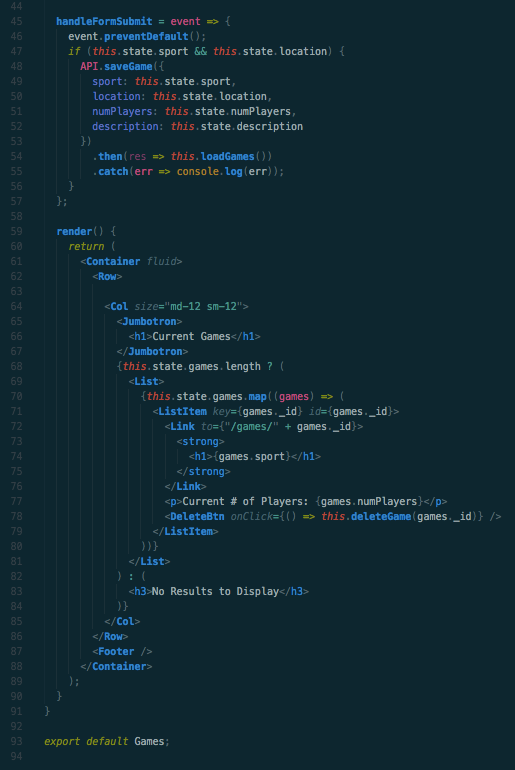 44
45 handleFormSubmit = event => {
46 event.preventDefault();
47 if (this.state.sport && this.state.location) {
48 API.saveGame({
49 sport: this.state.sport,
50 location: this.state.location,
51 numPlayers: this.state.numPlayers,
52 description: this.state.description
53 })
54 .then(res => this.loadGames())
55 .catch(err => console.log(err));
56 }
57 };
58
59 render() {
60 return (
61 <Container fluid>
62 <Row>
63
64 <Col size="md-12 sm-12">
65 <Jumbotron>
66 <h1>Current Games</h1>
67 </Jumbotron>
68 {this.state.games.length ? (
69 <List>
70 {this.state.games.map((games) => (
71 <ListItem key={games._id} id={games._id}>
72 <Link to={"/games/" + games._id}>
73 <strong>
74 <h1>{games.sport}</h1>
75 </strong>
76 </Link>
77 <p>Current # of Players: {games.numPlayers}</p>
78 <DeleteBtn onClick={() => this.deleteGame(games._id)} />
79 </ListItem>
80 ))}
81 </List>
82 ) : (
83 <h3>No Results to Display</h3>
84 )}
85 </Col>
86 </Row>
87 <Footer />
88 </Container>
89 );
90 }
91 }
92
93 export default Games;
94